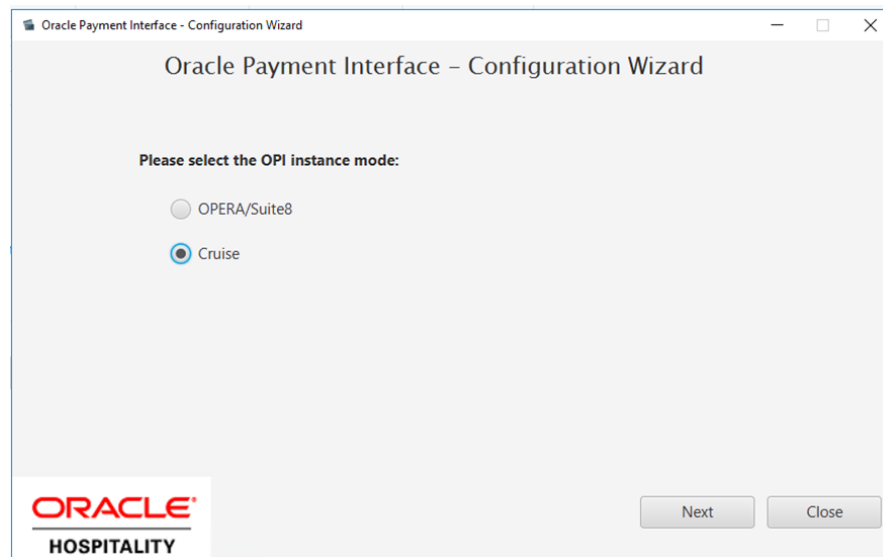 Oracle Payment Interface - Configuration Wizard
Oracle Payment Interface – Configuration Wizard
Please select the OPI instance mode:
OPERA/Suite8
Cruise
ORACLE®
HOSPITALITY
Next
Close